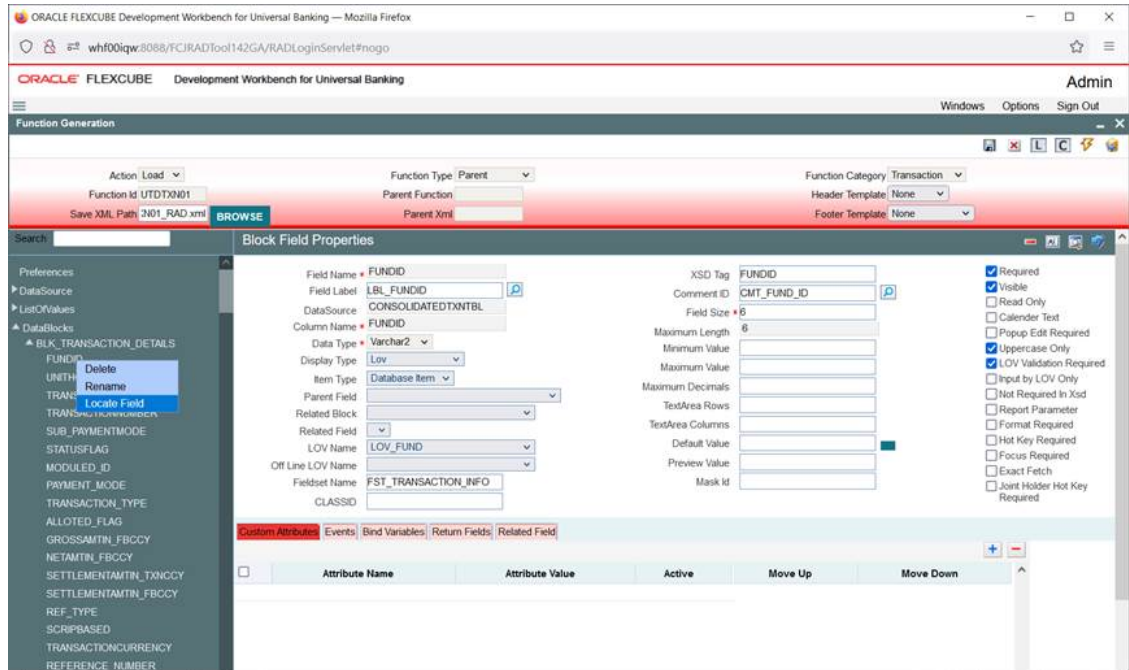 ORACLE FLEXCUBE Development Workbench for Universal Banking — Mozilla Firefox
whf00iqw:8088/FCJRADTool142GA/RADLoginServlet#nogo
ORACLE FLEXCUBE Development Workbench for Universal Banking Admin
Windows Options Sign Out
Function Generation
L C
Action Load Function Type Parent Function Category Transaction
Function Id UTDTXN01 Parent Function Header Template None
Save XML Path N01_RAD.xml BROWSE Parent Xml Footer Template None
Search Block Field Properties
Preferences
DataSource
ListOfValues
DataBlocks
BLK_TRANSACTION_DETAILS
FUNDID
Delete
Rename
Locate Field
TRANSACTIONNUMBER
SUB_PAYMENTMODE
STATUSFLAG
MODULED_ID
PAYMENT_MODE
TRANSACTION_TYPE
ALLOTED_FLAG
GROSSAMTIN_FBCCY
NETAMTIN_FBCCY
SETTLEMENTAMTIN_TXNCCY
SETTLEMENTAMTIN_FBCCY
REF_TYPE
SCRIPBASED
TRANSACTIONCURRENCY
REFERENCE_NUMBER
Field Name * FUNDID
Field Label LBL_FUNDID
DataSource CONSOLIDATEDTXNTBL
Column Name * FUNDID
Data Type * Varchar2
Display Type Lov
Item Type Database Item
Parent Field
Related Block
Related Field
LOV Name LOV_FUND
Off Line LOV Name
Fieldset Name FST_TRANSACTION_INFO
CLASSID
XSD Tag FUNDID
Comment ID CMT_FUND_ID
Field Size * 6
Maximum Length 6
Minimum Value
Maximum Value
Maximum Decimals
TextArea Rows
TextArea Columns
Default Value
Preview Value
Mask Id
Required
Visible
Read Only
Calender Text
Popup Edit Required
Uppercase Only
LOV Validation Required
Input by LOV Only
Not Required In Xsd
Report Parameter
Format Required
Hot Key Required
Focus Required
Exact Fetch
Joint Holder Hot Key
Required
Custom Attributes Events Bind Variables Return Fields Related Field
Attribute Name Attribute Value Active Move Up Move Down